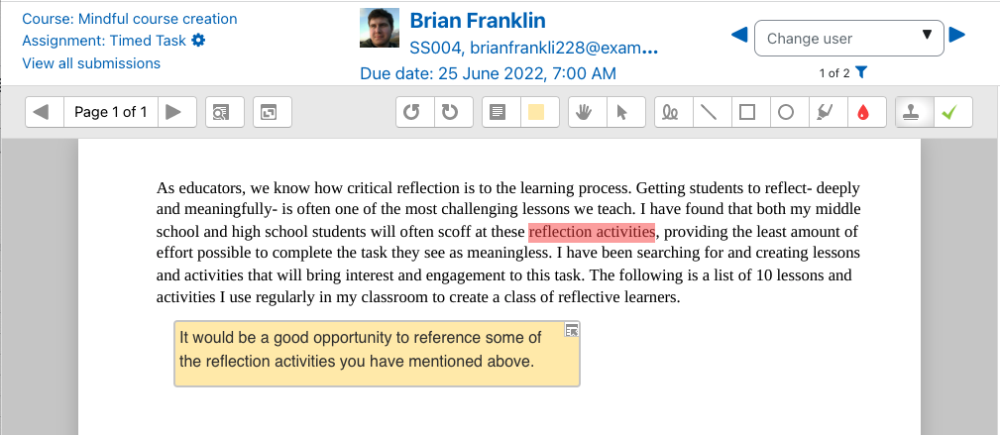 Course: Mindful course creation
Assignment: Timed Task
View all submissions
Brian Franklin
SS004, brianfrankli228@exam...
Due date: 25 June 2022, 7:00 AM
Change user
1 of 2
Page 1 of 1
As educators, we know how critical reflection is to the learning process. Getting students to reflect- deeply
and meaningfully- is often one of the most challenging lessons we teach. I have found that both my middle
school and high school students will often scoff at these reflection activities, providing the least amount of
effort possible to complete the task they see as meaningless. I have been searching for and creating lessons
and activities that will bring interest and engagement to this task. The following is a list of 10 lessons and
activities I use regularly in my classroom to create a class of reflective learners.
It would be a good opportunity to reference some of
the reflection activities you have mentioned above.